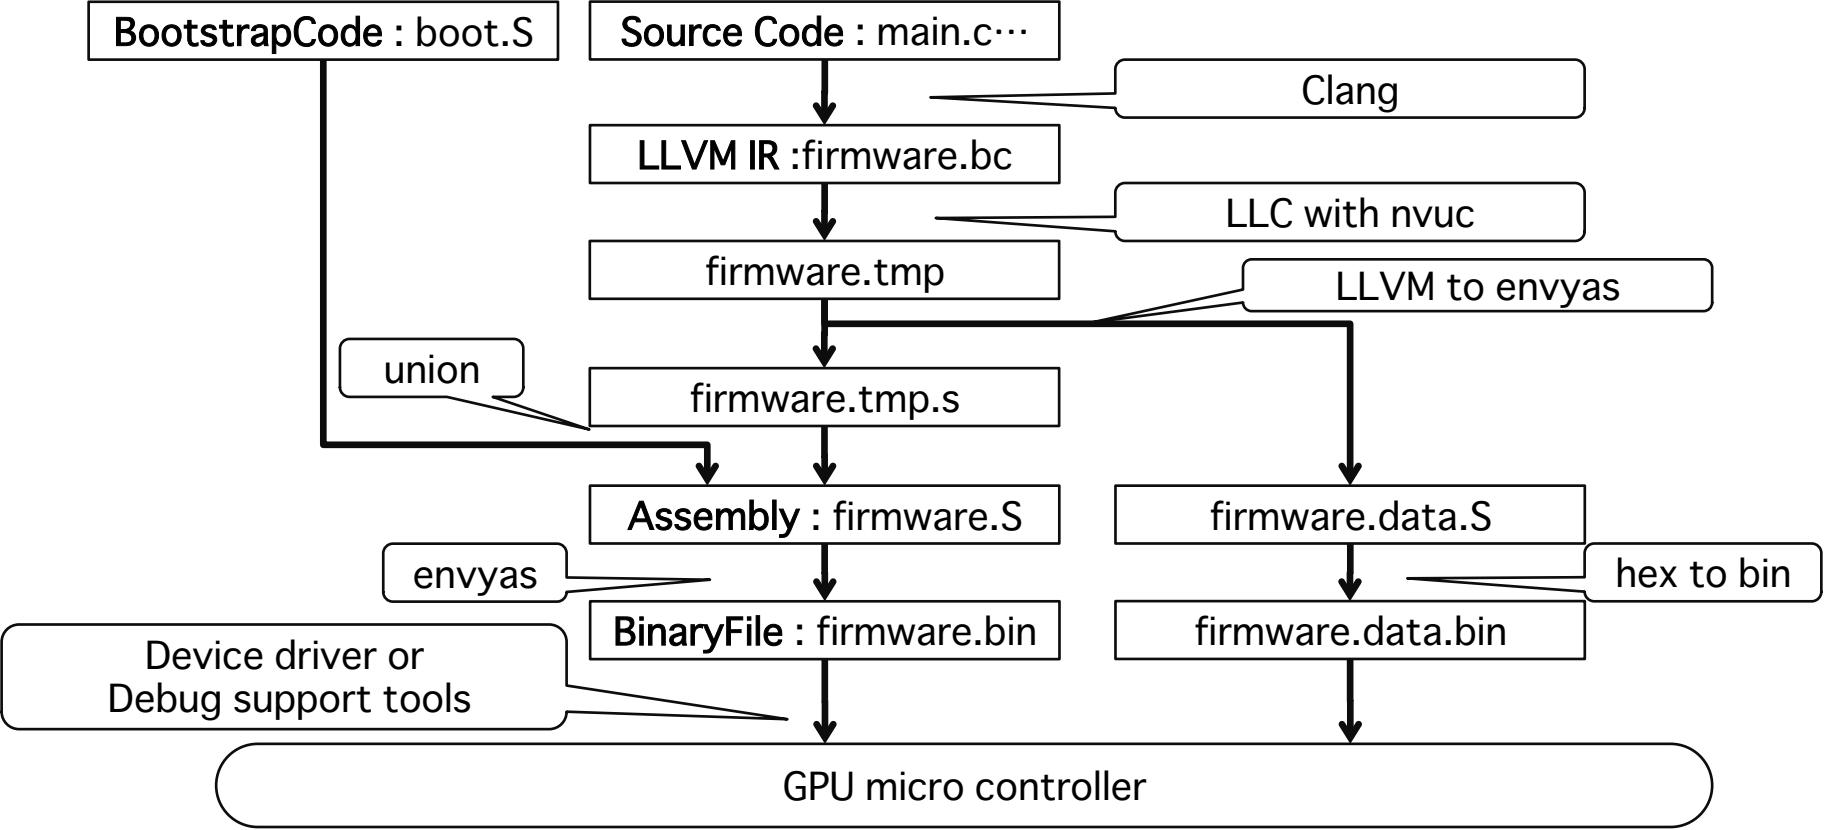 BootstrapCode : boot.S
Source Code : main.c…
Clang
LLVM IR :firmware.bc
LLC with nvuc
firmware.tmp
LLVM to envyas
union
firmware.tmp.s
Assembly : firmware.S
firmware.data.S
envyas
hex to bin
BinaryFile : firmware.bin
firmware.data.bin
Device driver or
Debug support tools
GPU micro controller